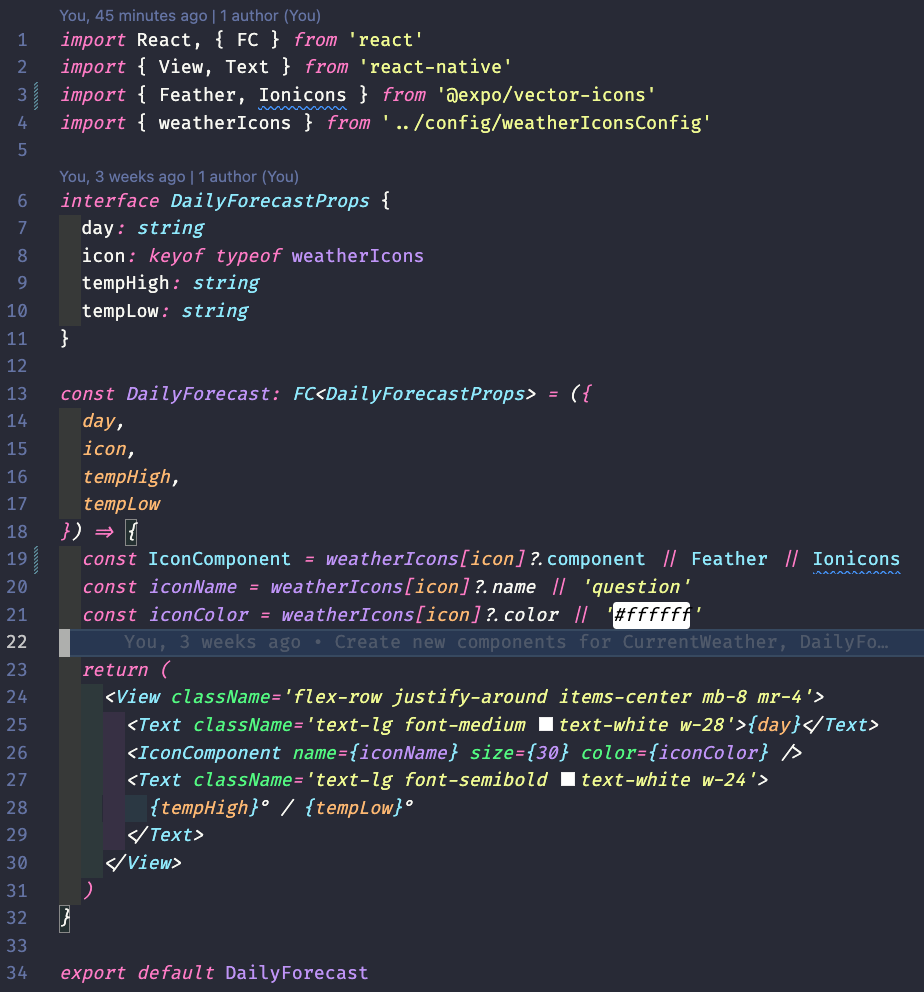 You, 45 minutes ago | 1 author (You)
1 import React, { FC } from 'react'
2 import { View, Text } from 'react-native'
3 import { Feather, Ionicons } from '@expo/vector-icons'
4 import { weatherIcons } from '../config/weatherIconsConfig'
5
You, 3 weeks ago | 1 author (You)
6 interface DailyForecastProps {
7   day: string
8   icon: keyof typeof weatherIcons
9   tempHigh: string
10   tempLow: string
11 }
12
13 const DailyForecast: FC<DailyForecastProps> = ({
14   day,
15   icon,
16   tempHigh,
17   tempLow
18 }) => {
19   const IconComponent = weatherIcons[icon]?.component || Feather || Ionicons
20   const iconName = weatherIcons[icon]?.name || 'question'
21   const iconColor = weatherIcons[icon]?.color || '#ffffff'
22 You, 3 weeks ago • Create new components for CurrentWeather, DailyFo…
23   return (
24     <View className='flex-row justify-around items-center mb-8 mr-4'>
25       <Text className='text-lg font-medium text-white w-28'>{day}</Text>
26       <IconComponent name={iconName} size={30} color={iconColor} />
27       <Text className='text-lg font-semibold text-white w-24'>
28         {tempHigh}° / {tempLow}°
29       </Text>
30     </View>
31   )
32 }
33
34 export default DailyForecast